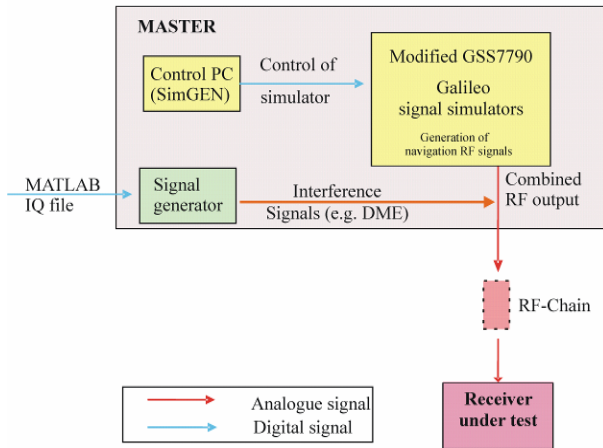 MASTER
Control PC
(SimGEN)
Control of
simulator
Modified GSS7790
Galileo
signal simulators
Generation of
navigation RF signals
MATLAB
IQ file
Signal
generator
Interference
Signals (e.g. DME)
Combined
RF output
RF-Chain
Receiver
under test
Analogue signal
Digital signal